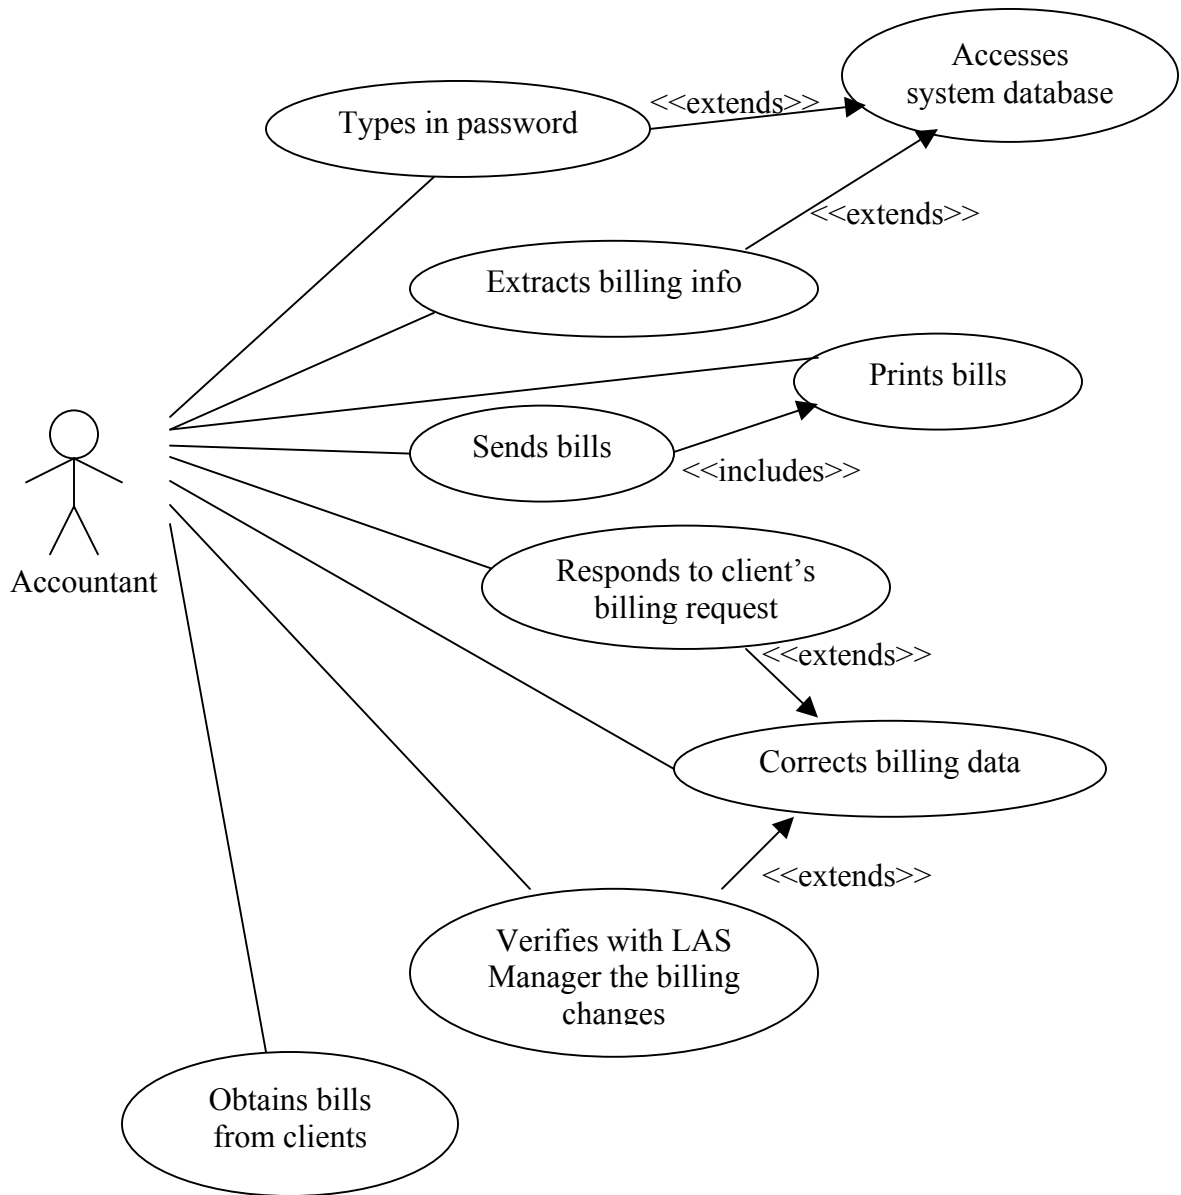 Accesses
system database
<<extends>>
Types in password
<<extends>>
Extracts billing info
Prints bills
Sends bills
<<includes>>
Accountant
Responds to client's
billing request
<<extends>>
Corrects billing data
<<extends>>
Verifies with LAS
Manager the billing
changes
Obtains bills
from clients